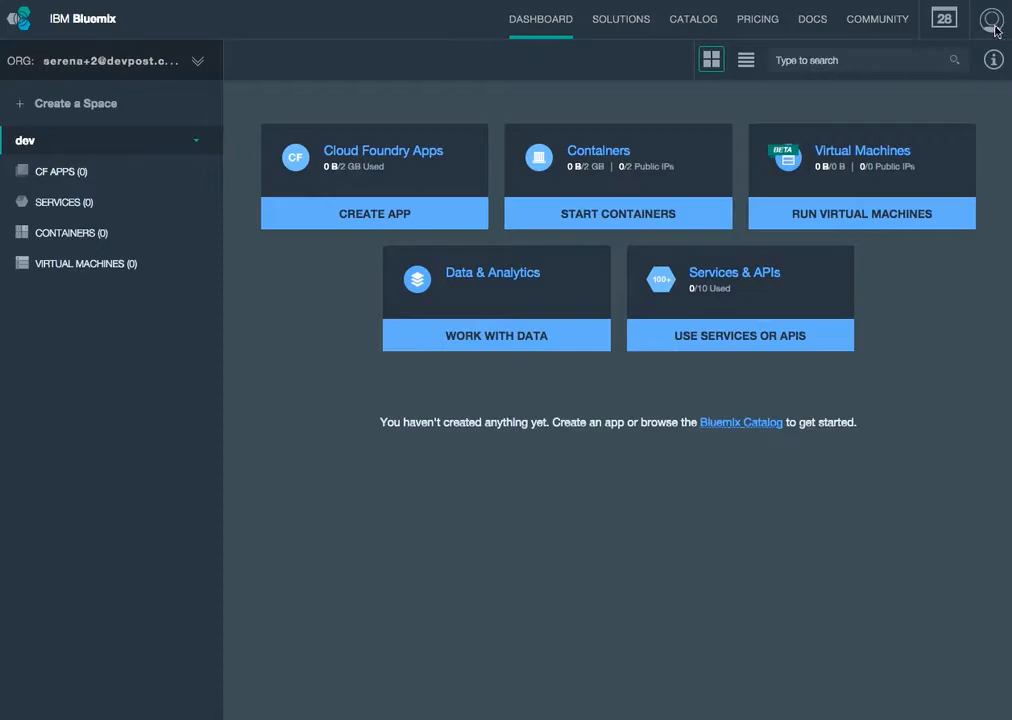 IBM Bluemix
DASHBOARD SOLUTIONS CATALOG PRICING DOCS COMMUNITY 28
ORG: serena+2@devpost.c...
Type to search
+ Create a Space
dev
CF APPS (0)
SERVICES (0)
CONTAINERS (0)
VIRTUAL MACHINES (0)
CF
Cloud Foundry Apps
0 B/2 GB Used
CREATE APP
Containers
0 B/2 GB | 0/2 Public IPs
START CONTAINERS
BETA
Virtual Machines
0 B/0 B | 0/0 Public IPs
RUN VIRTUAL MACHINES
Data & Analytics
WORK WITH DATA
100+
Services & APIs
0/10 Used
USE SERVICES OR APIS
You haven't created anything yet. Create an app or browse the Bluemix Catalog to get started.